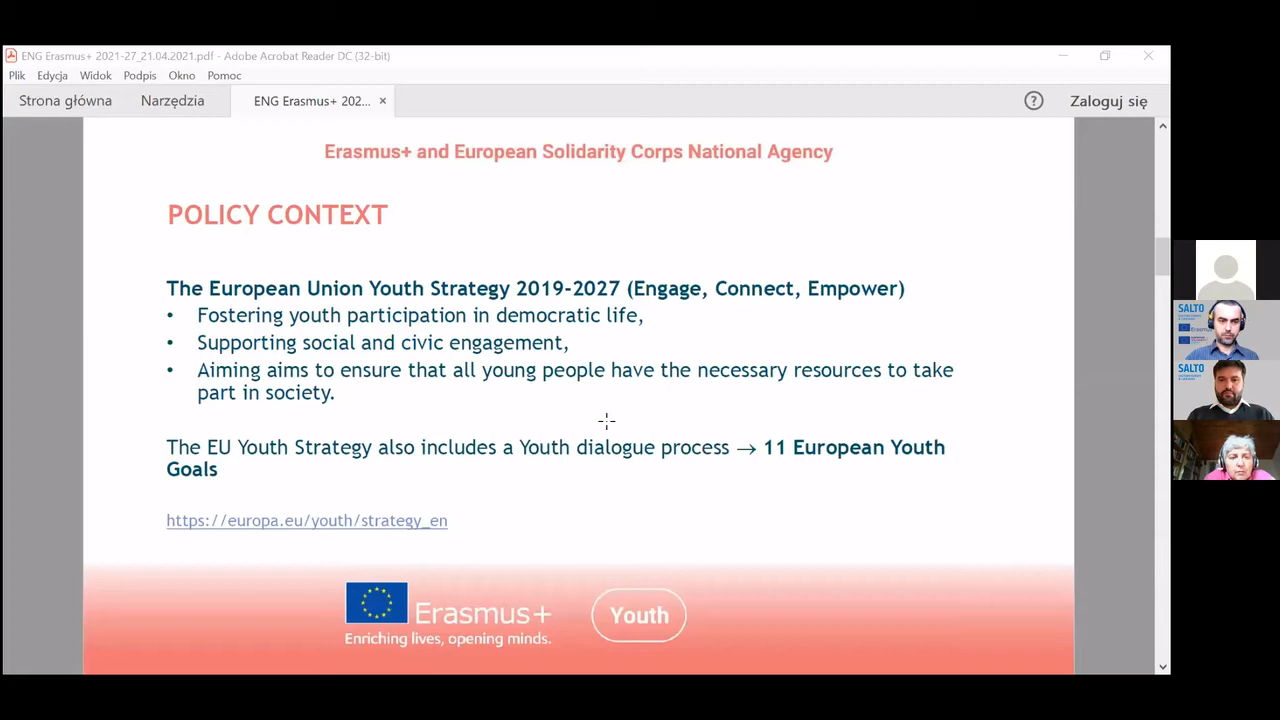 ENG Erasmus+ 2021-27_21.04.2021.pdf - Adobe Acrobat Reader DC (32-bit)
Plik Edycja Widok Podpis Okno Pomoc
Strona główna Narzędzia ENG Erasmus+ 202... × ? Zaloguj się
Erasmus+ and European Solidarity Corps National Agency
POLICY CONTEXT
The European Union Youth Strategy 2019-2027 (Engage, Connect, Empower)
• Fostering youth participation in democratic life,
• Supporting social and civic engagement,
• Aiming aims to ensure that all young people have the necessary resources to take
part in society.
The EU Youth Strategy also includes a Youth dialogue process → 11 European Youth
Goals
https://europa.eu/youth/strategy_en
Erasmus+
Enriching lives, opening minds.
Youth
SALTO
Erasmus
SALTO